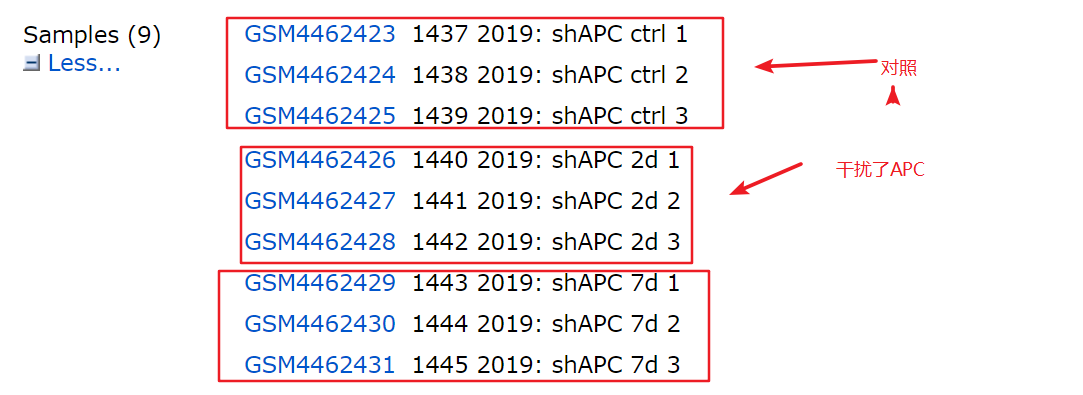 Samples (9)
Less...
GSM4462423 1437 2019: shAPC ctrl 1
GSM4462424 1438 2019: shAPC ctrl 2
GSM4462425 1439 2019: shAPC ctrl 3
对照
GSM4462426 1440 2019: shAPC 2d 1
GSM4462427 1441 2019: shAPC 2d 2
GSM4462428 1442 2019: shAPC 2d 3
干扰了APC
GSM4462429 1443 2019: shAPC 7d 1
GSM4462430 1444 2019: shAPC 7d 2
GSM4462431 1445 2019: shAPC 7d 3